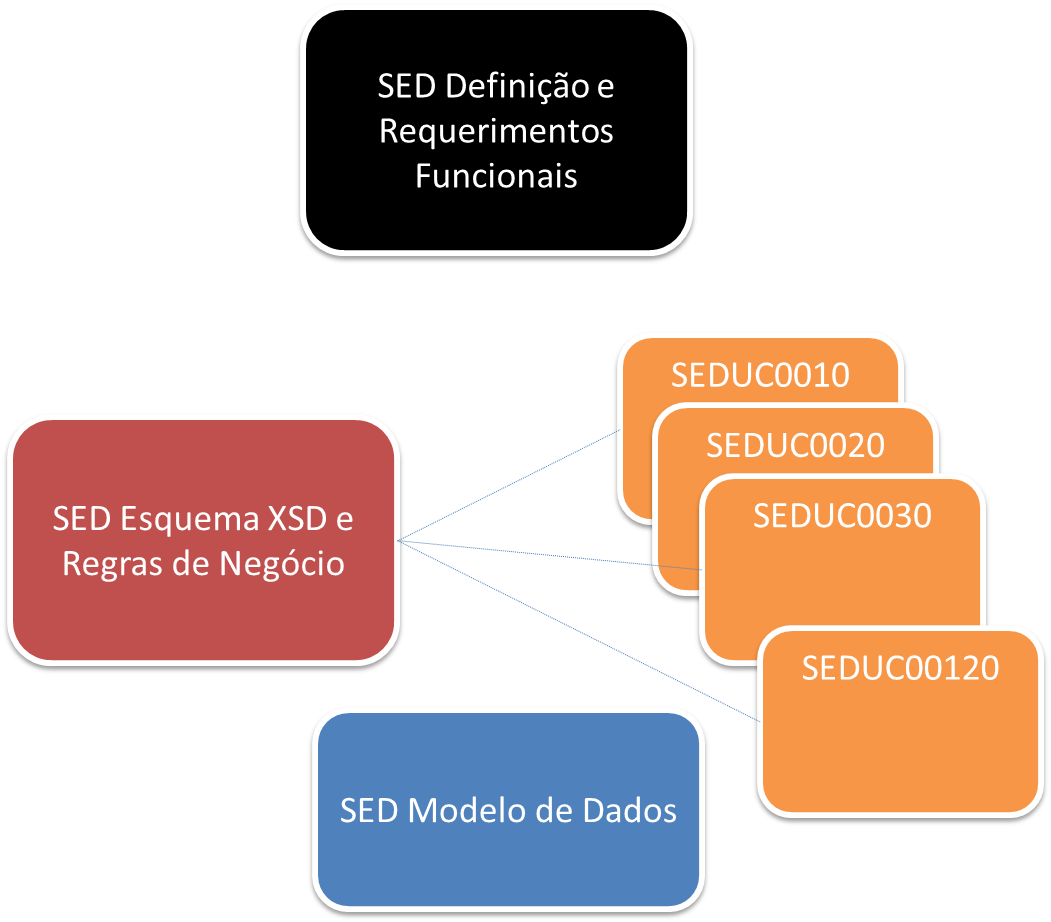 SED Definição e
Requerimentos
Funcionais
SEDUC0010
SEDUC0020
SEDUC0030
SED Esquema XSD e
Regras de Negócio
SEDUC00120
SED Modelo de Dados